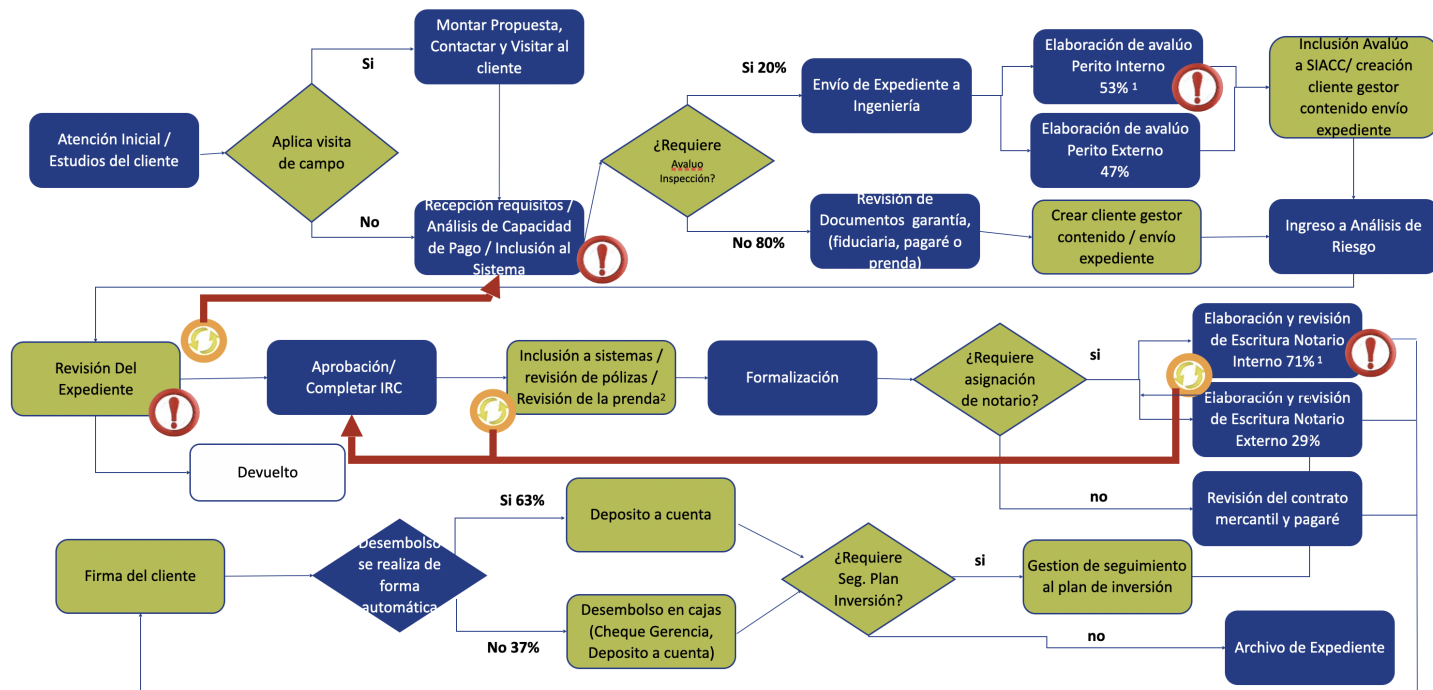 Montar Propuesta,
Contactar y Visitar al
cliente
Si
Atención Inicial /
Estudios del cliente
Aplica visita
de campo
No
Recepción requisitos /
Análisis de Capacidad
de Pago / Inclusión al
Sistema
Si 20%
¿Requiere
Avaluo
Inspección?
No 80%
Envío de Expediente a
Ingeniería
Elaboración de avalúo
Perito Interno
53% 1
Elaboración de avalúo
Perito Externo
47%
Inclusión Avalúo
a SIACC/ creación
cliente gestor
contenido envío
expediente
Revisión de
Documentos garantía,
(fiduciaria, pagaré o
prenda)
Crear cliente gestor
contenido / envío
expediente
Ingreso a Análisis de
Riesgo
Revisión Del
Expediente
Devuelto
Aprobación/
Completar IRC
Inclusión a sistemas /
revisión de pólizas /
Revisión de la prenda2
Formalización
¿Requiere
asignación
de notario?
si
Elaboración y revisión
de Escritura Notario
Interno 71%1
Elaboración y revisión
de Escritura Notario
Externo 29%
no
Revisión del contrato
mercantil y pagaré
Firma del cliente
Desembolso
se realiza de
forma
automática
Si 63%
Deposito a cuenta
No 37%
Desembolso en cajas
(Cheque Gerencia,
Deposito a cuenta)
¿Requiere
Seg. Plan
Inversión?
si
Gestion de seguimiento
al plan de inversión
no
Archivo de Expediente